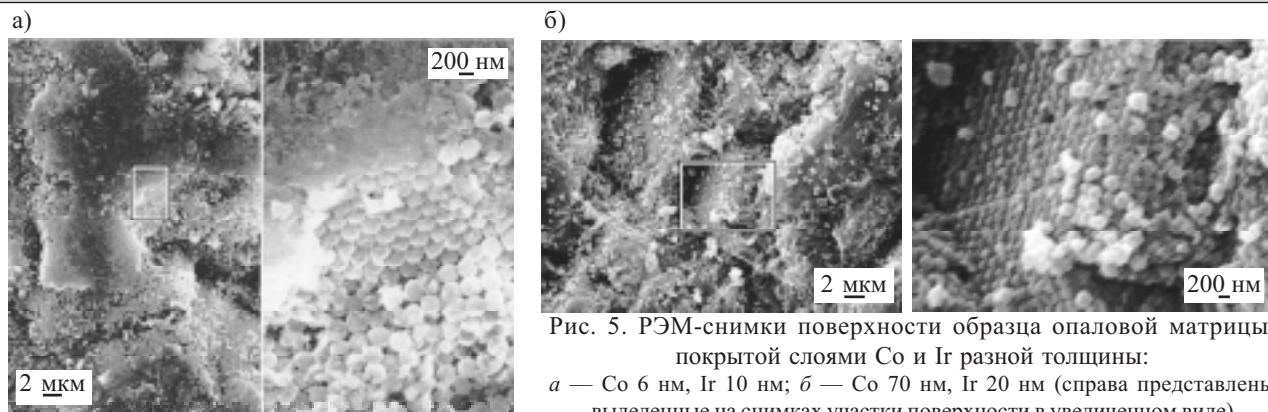 а)
б)
200 нм
2 мкм
2 мкм
200 нм
Рис. 5. РЭМ-снимки поверхности образца опаловой матрицы
покрытой слоями Co и Ir разной толщины:
а — Co 6 нм, Ir 10 нм; б — Co 70 нм, Ir 20 нм (справа представлень
выделенные на снимках участки поверхности в увеличенном виде)